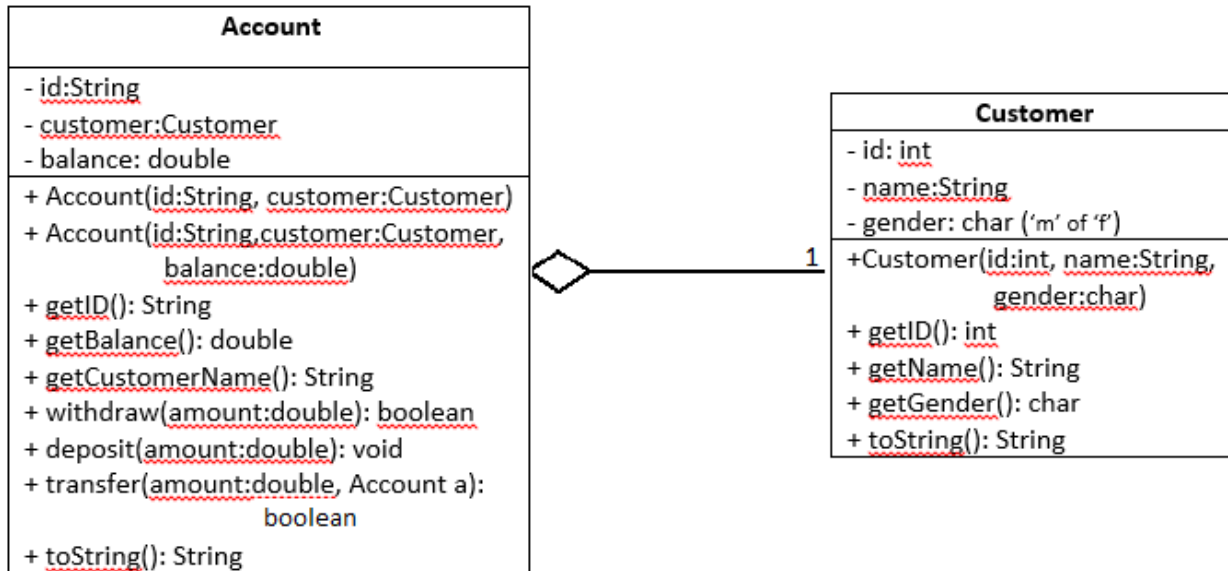 Account
- id:String
- customer:Customer
- balance: double
+ Account(id:String, customer:Customer)
+ Account(id:String,customer:Customer,
balance:double)
+ getID(): String
+ getBalance(): double
+ getCustomerName(): String
+ withdraw(amount:double): boolean
+ deposit(amount:double): void
+ transfer(amount:double, Account a):
boolean
+ toString(): String
1
Customer
- id: int
- name:String
- gender: char (‘m’ of ‘f’)
+Customer(id:int, name:String,
gender:char)
+ getID(): int
+ getName(): String
+ getGender(): char
+ toString(): String